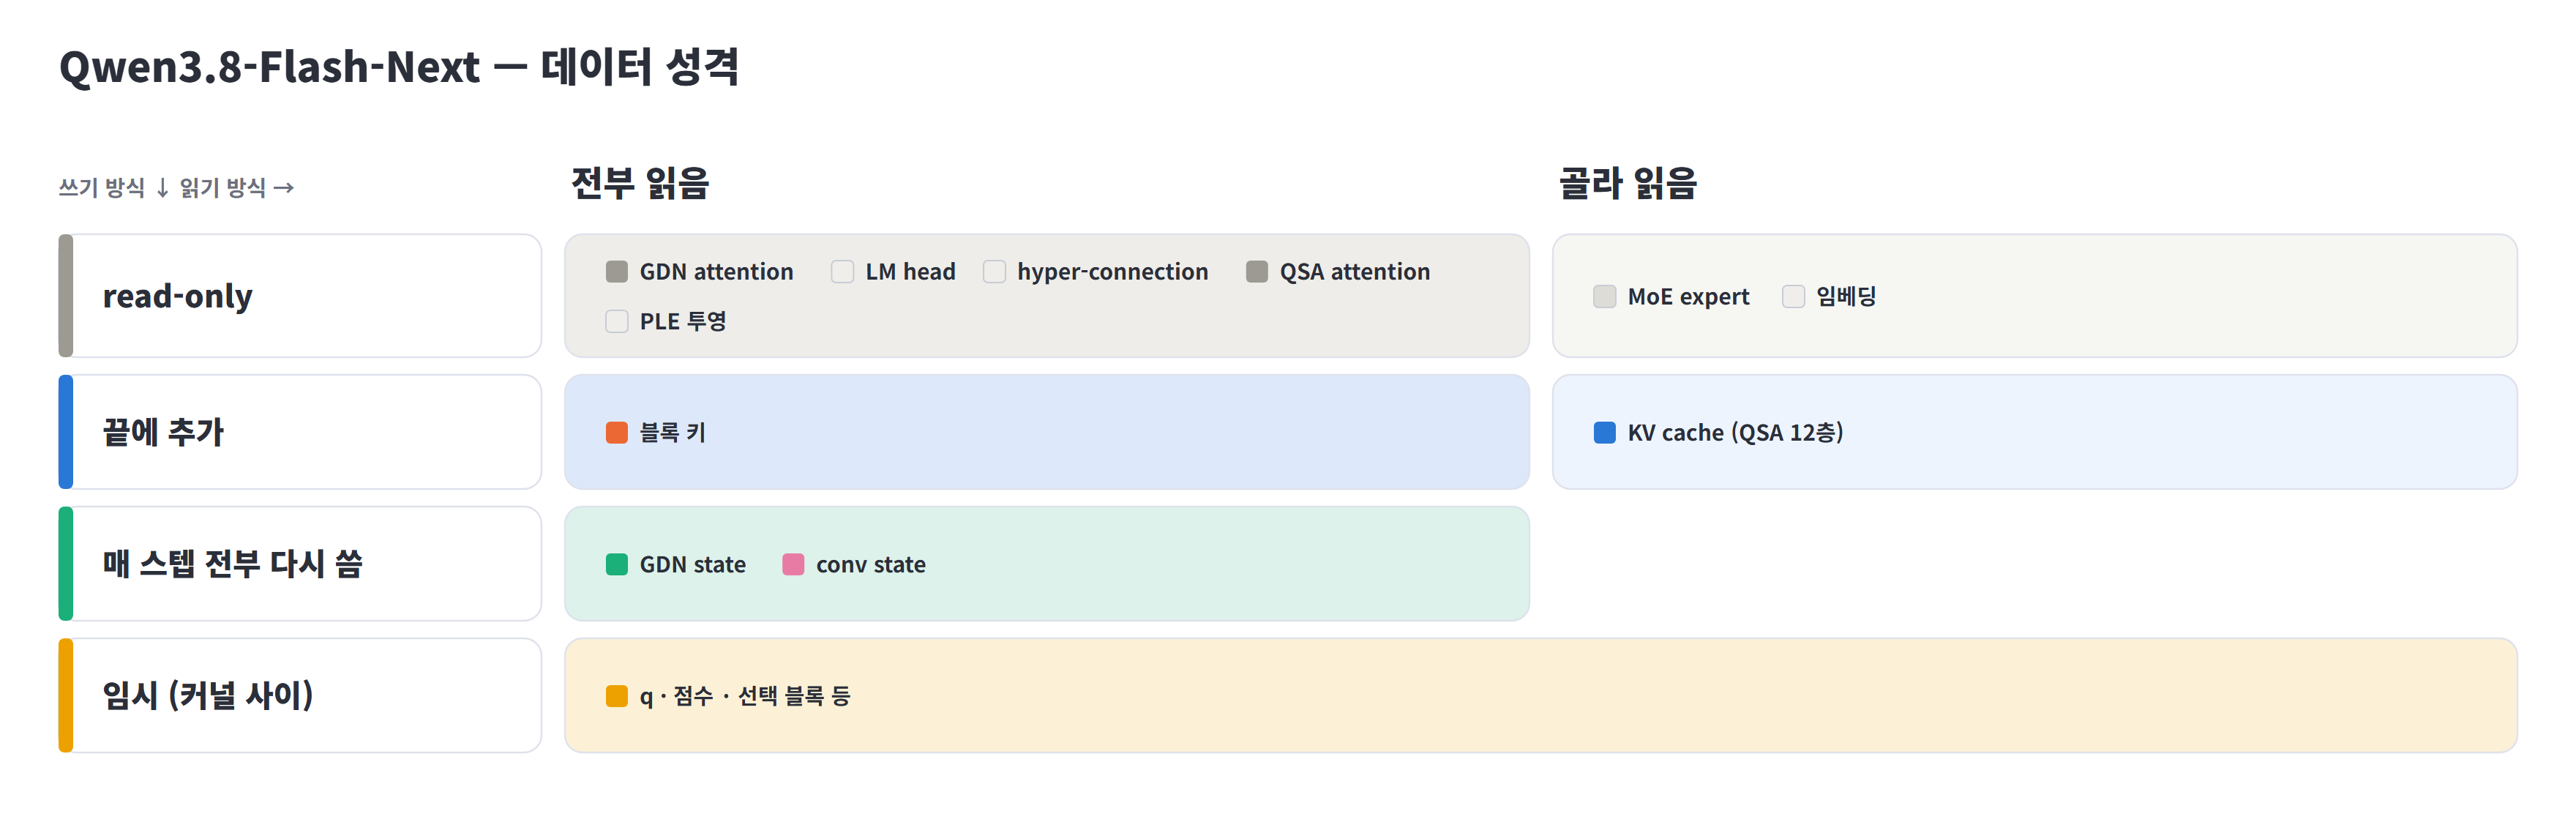 Qwen3.8-Flash-Next — 데이터 성격
쓰기 방식 ↓ 읽기 방식 →
전부 읽음
골라 읽음
read-only
GDN attention
LM head
hyper-connection
QSA attention
PLE 투영
MoE expert
임베딩
끝에 추가
블록 키
KV cache (QSA 12층)
매 스텝 전부 다시 씀
GDN state
conv state
임시 (커널 사이)
q · 점수 · 선택 블록 등